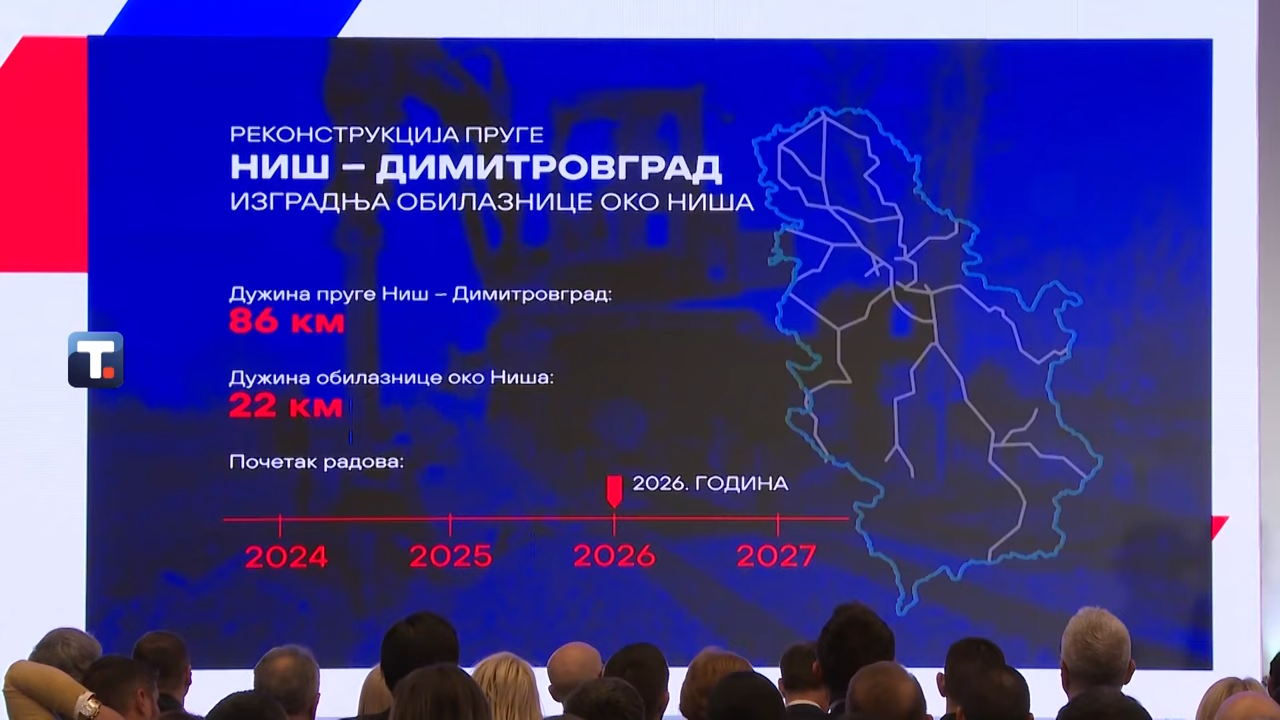 РЕКОНСТРУКЦИЈА ПРУГЕ
НИШ – ДИМИТРОВГРАД
ИЗГРАДЊА ОБИЛАЗНИЦЕ ОКО НИША
Дужина пруге Ниш – Димитровград:
86 км
Дужина обилазнице око Ниша:
22 км
Почетак радова:
2026. ГОДИНА
2024 2025 2026 2027
T.